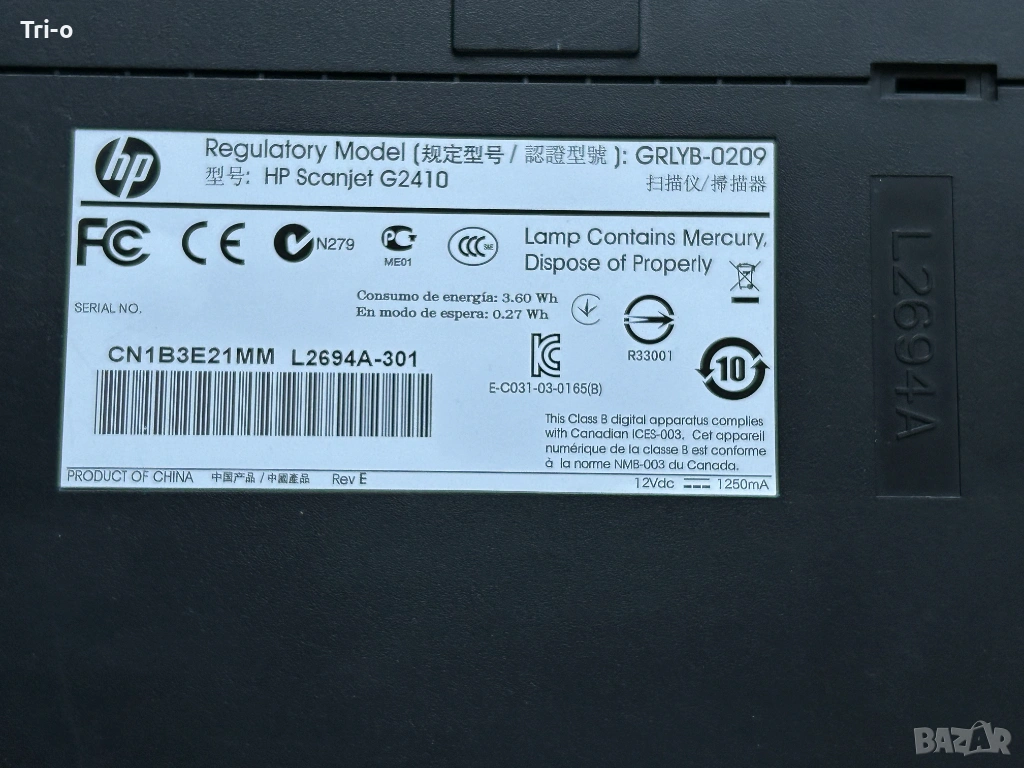 Tri-o
hp
Regulatory Model (规定型号 / 認證型號 ): GRLYB-0209
型号: HP Scanjet G2410
扫描仪/掃描器
FC CE N279
ME01
CCC S&E
Lamp Contains Mercury,
Dispose of Properly
SERIAL NO.
Consumo de energía: 3.60 Wh
En modo de espera: 0.27 Wh
R33001
CN1B3E21MM L2694A-301
E-C031-03-0165(B)
10
This Class B digital apparatus complies
with Canadian ICES-003. Cet appareil
numérique de la classe B est conforme
à la norme NMB-003 du Canada.
PRODUCT OF CHINA 中国产品 / 中國產品 Rev E
12Vdc 1250mA
L2694A
BAZAR